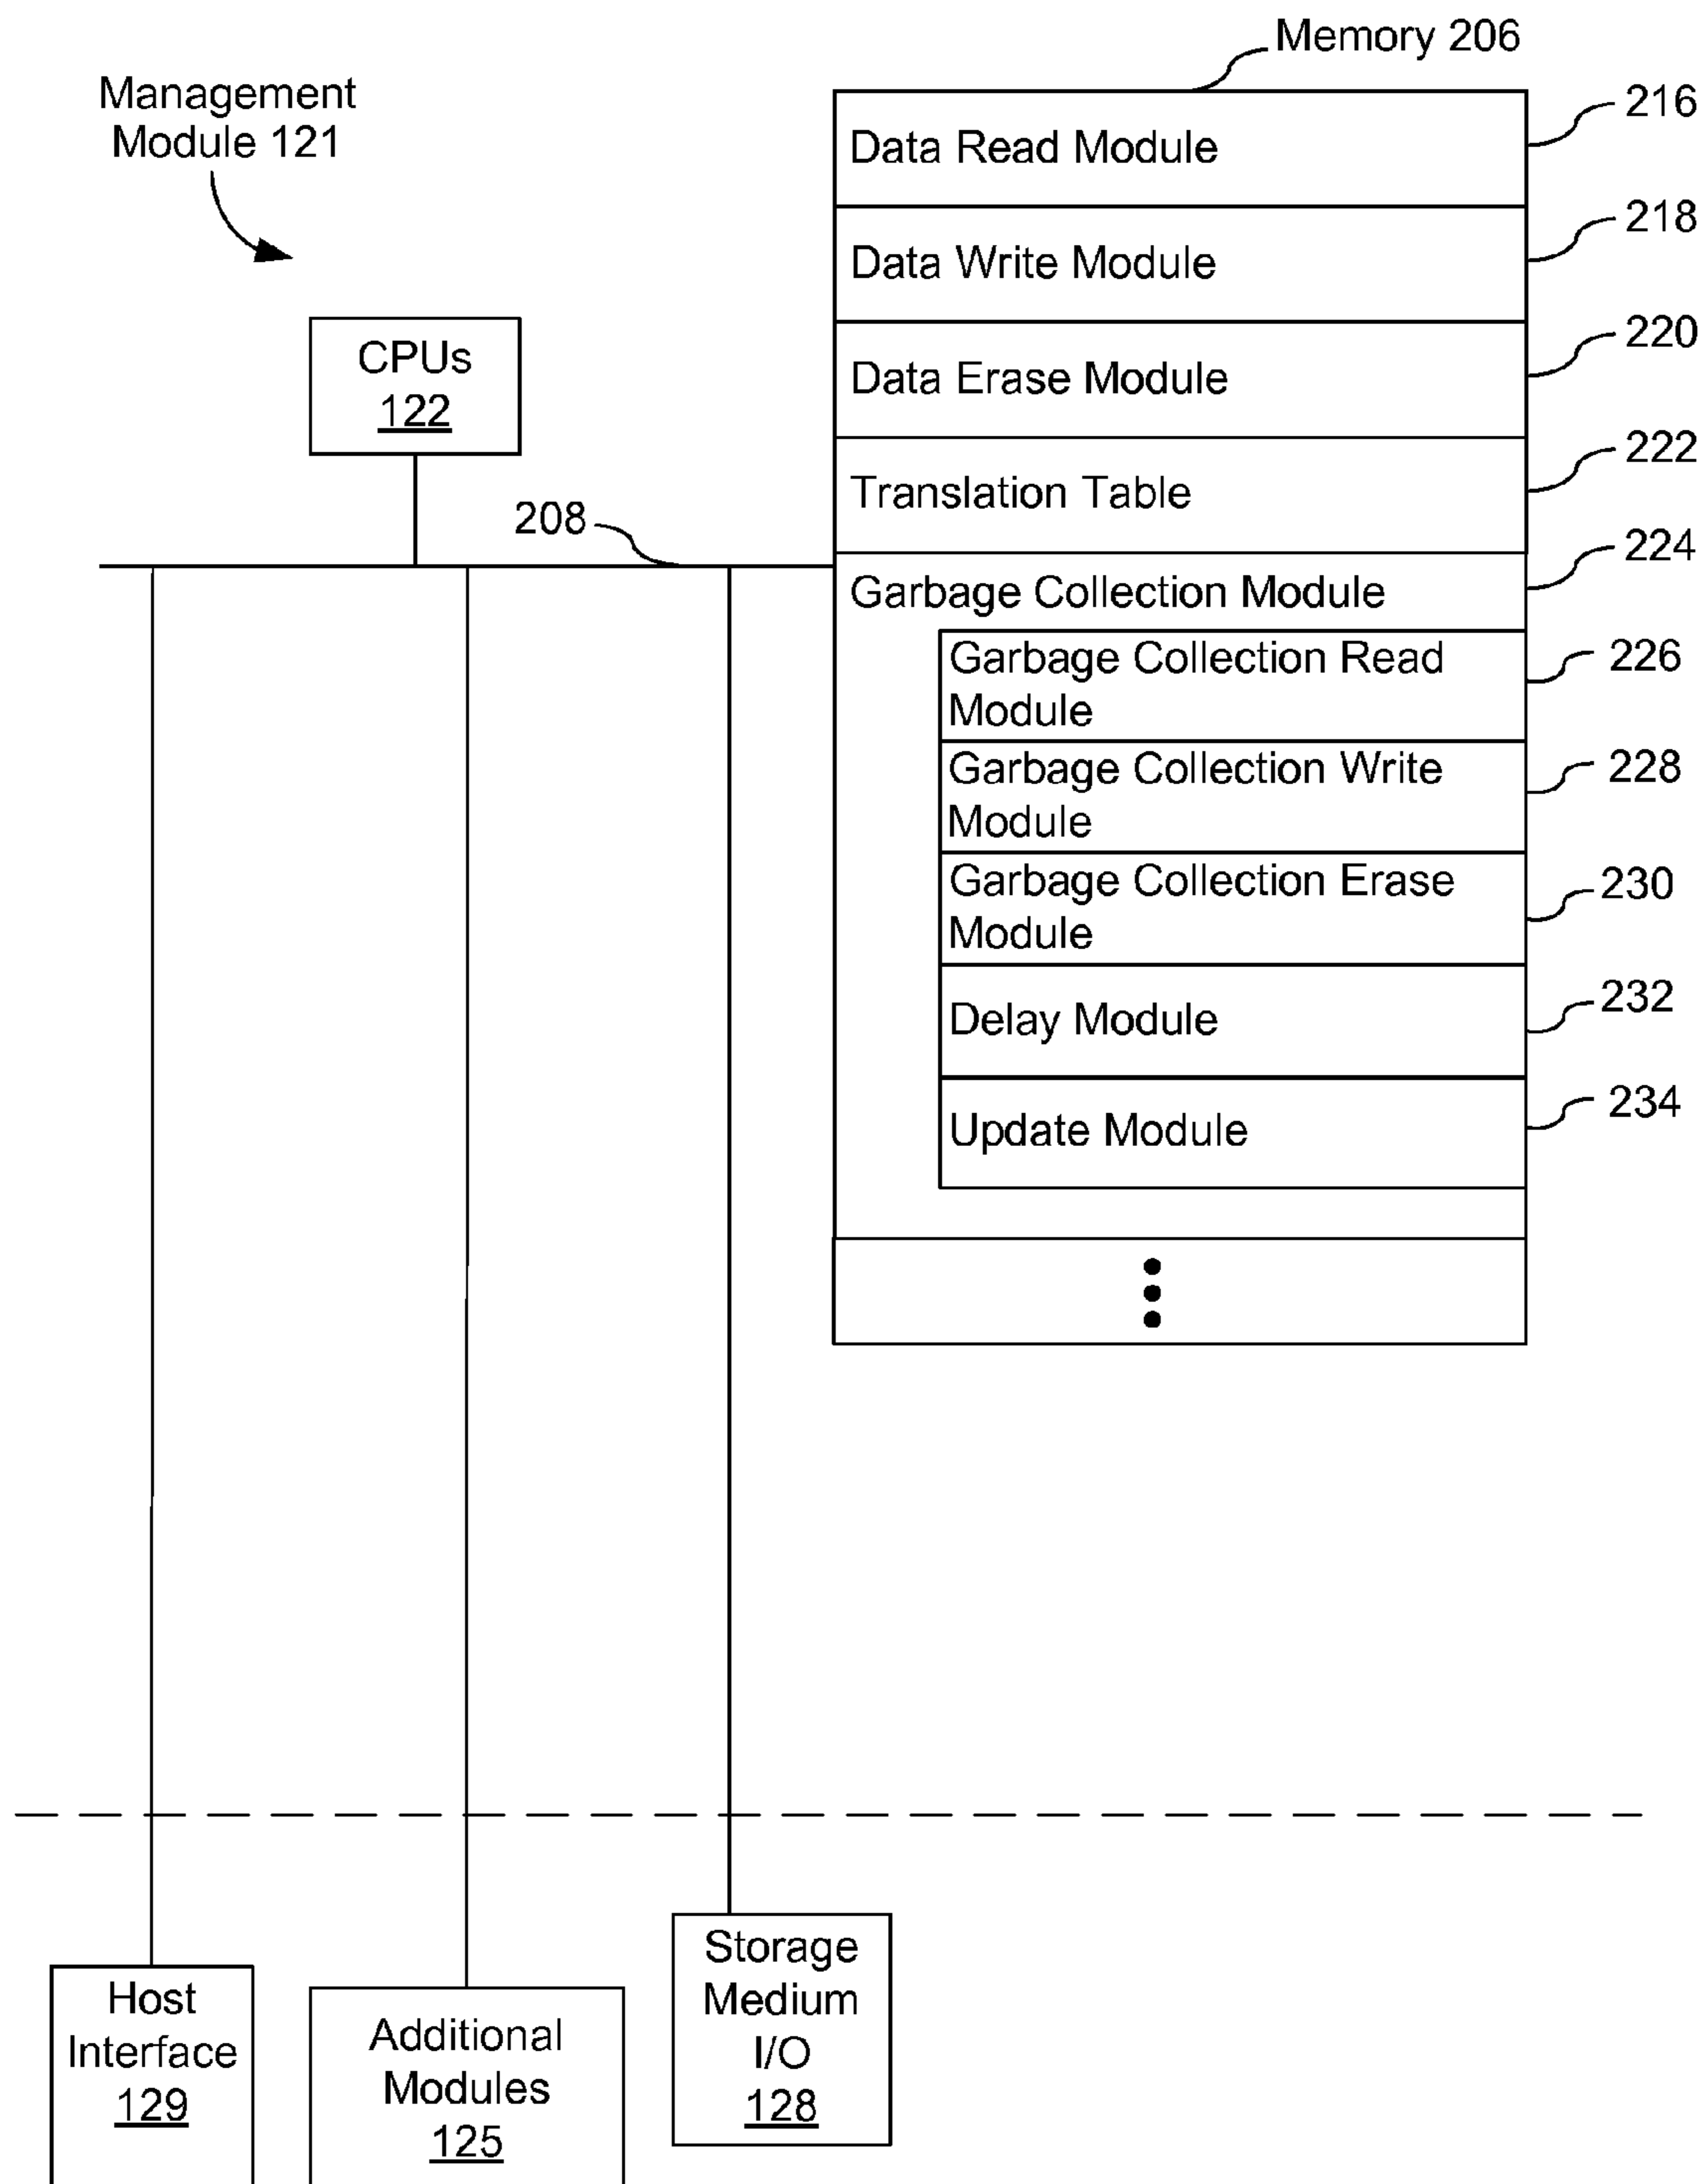 Memory 206
Management
Module 121
Data Read Module
216
Data Write Module
218
CPUs
122
Data Erase Module
220
Translation Table
222
208
Garbage Collection Module
224
Garbage Collection Read
Module
226
Garbage Collection Write
Module
228
Garbage Collection Erase
Module
230
Delay Module
232
Update Module
234
Host
Interface
129
Additional
Modules
125
Storage
Medium
I/O
128